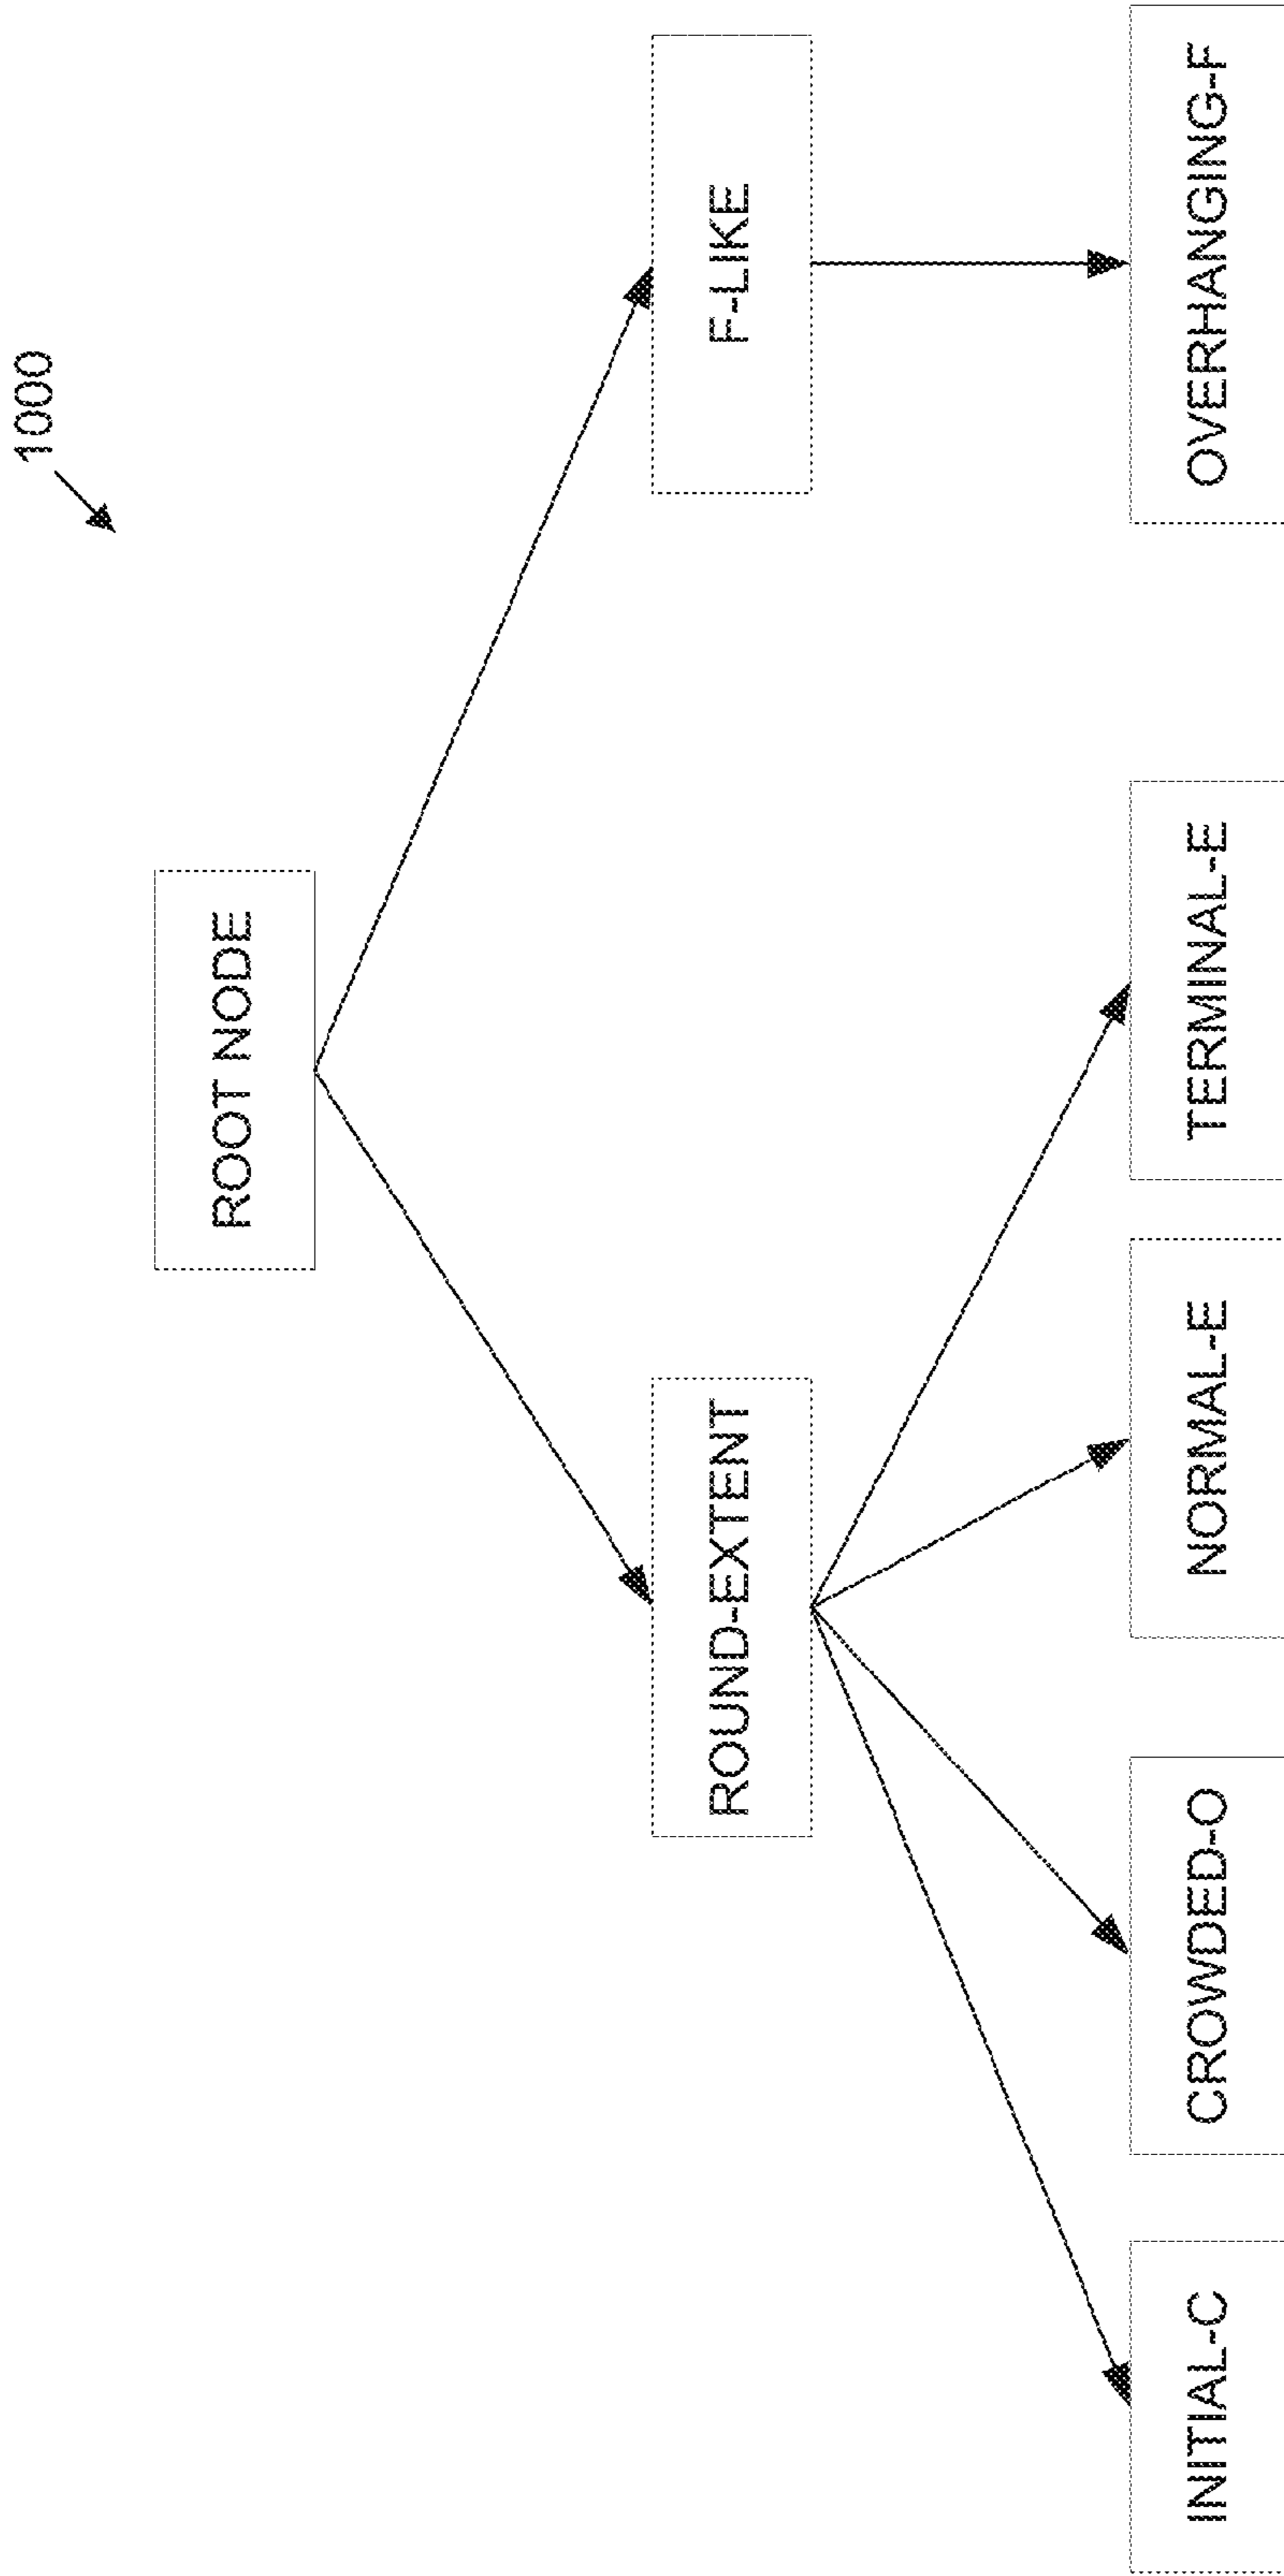 1000
ROOT NODE
ROUND-EXTENT
F-LIKE
INITIAL-C
CROWDED-O
NORMAL-E
TERMINAL-E
OVERHANGING-F